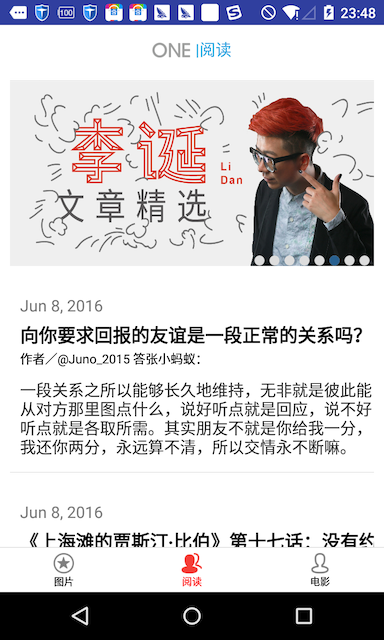 100
23:48
ONE |阅读
李诞
Li
Dan
文章精选
Jun 8, 2016
向你要求回报的友谊是一段正常的关系吗?
作者／@Juno_2015 答张小蚂蚁：
一段关系之所以能够长久地维持，无非就是彼此能
从对方那里图点什么，说好听点就是回应，说不好
听点就是各取所需。其实朋友不就是你给我一分，
我还你两分，永远算不清，所以交情永不断嘛。
Jun 8, 2016
《上海滩的贾斯汀·比伯》第十七话：没有约
图片
阅读
电影